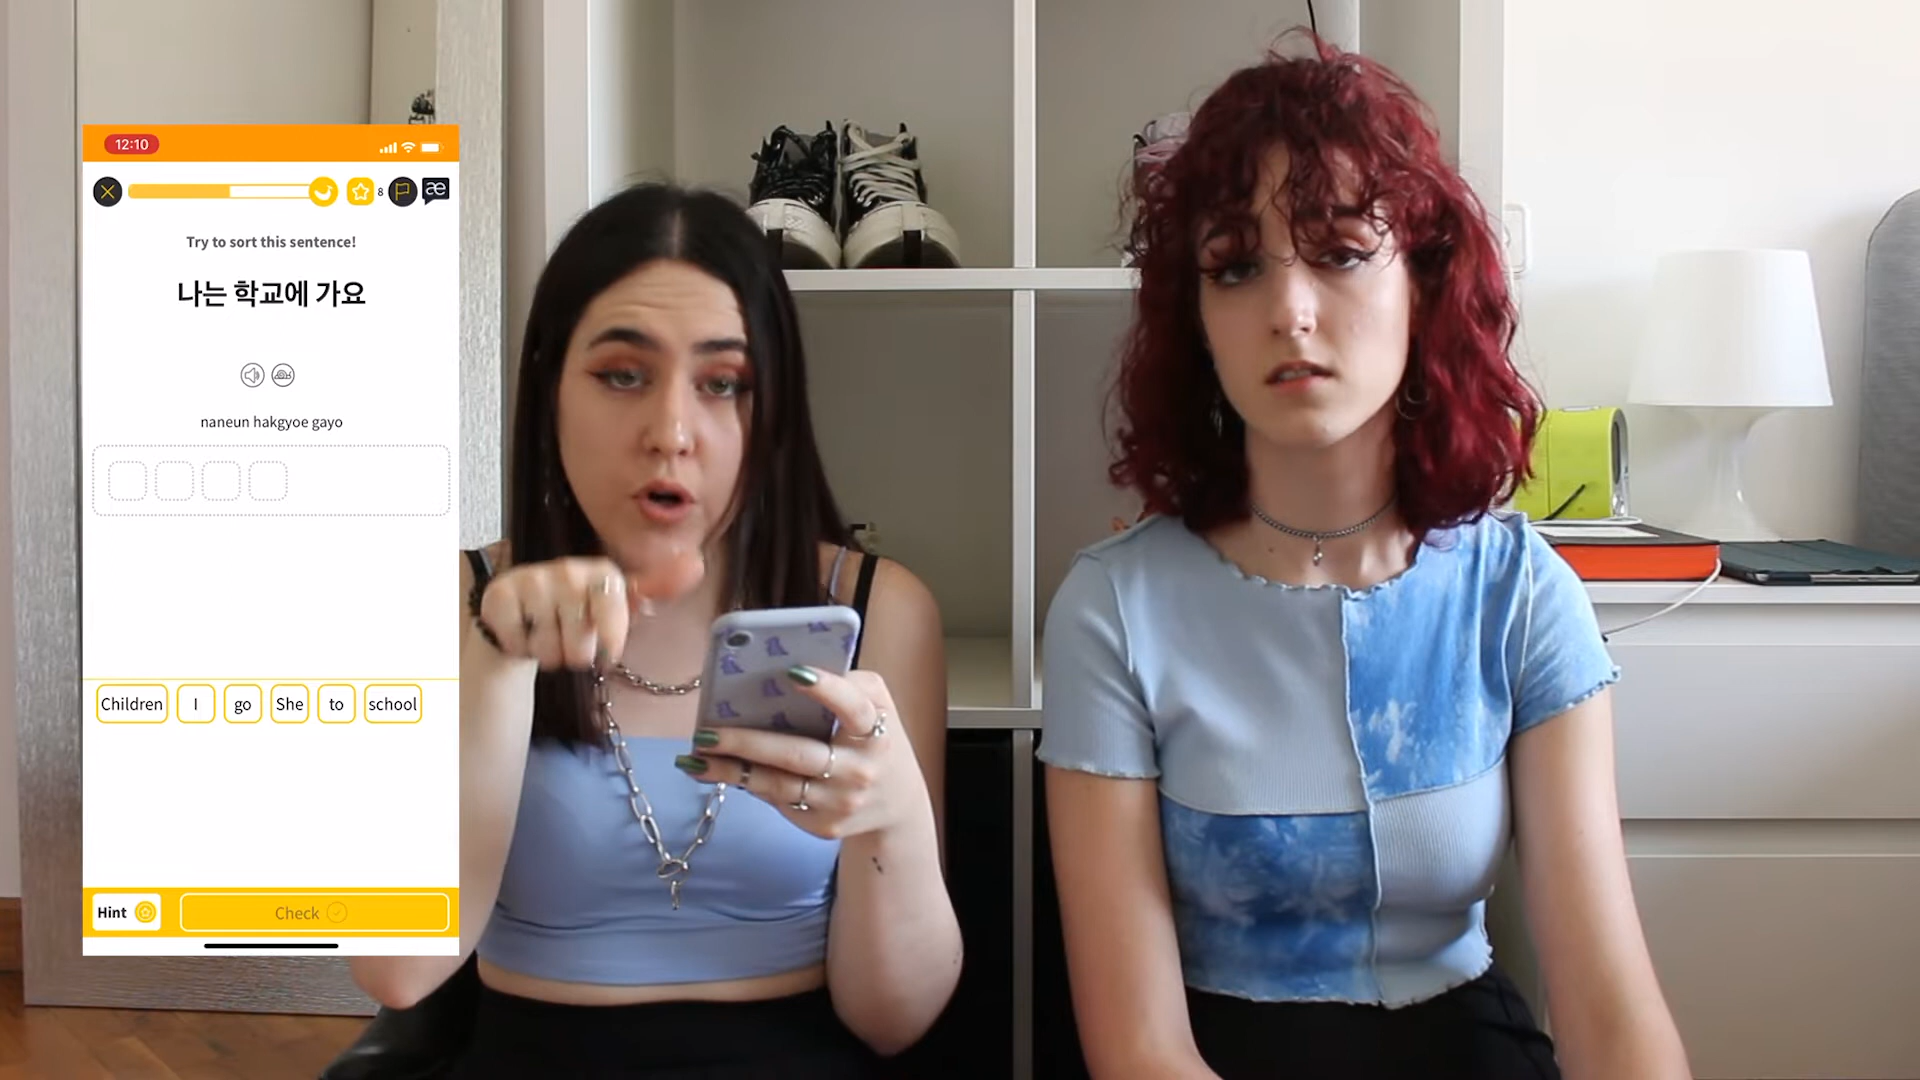 12:10
8
æ
Try to sort this sentence!
나는 학교에 가요
naneun hakgyoe gayo
Children I go She to school
Hint Check